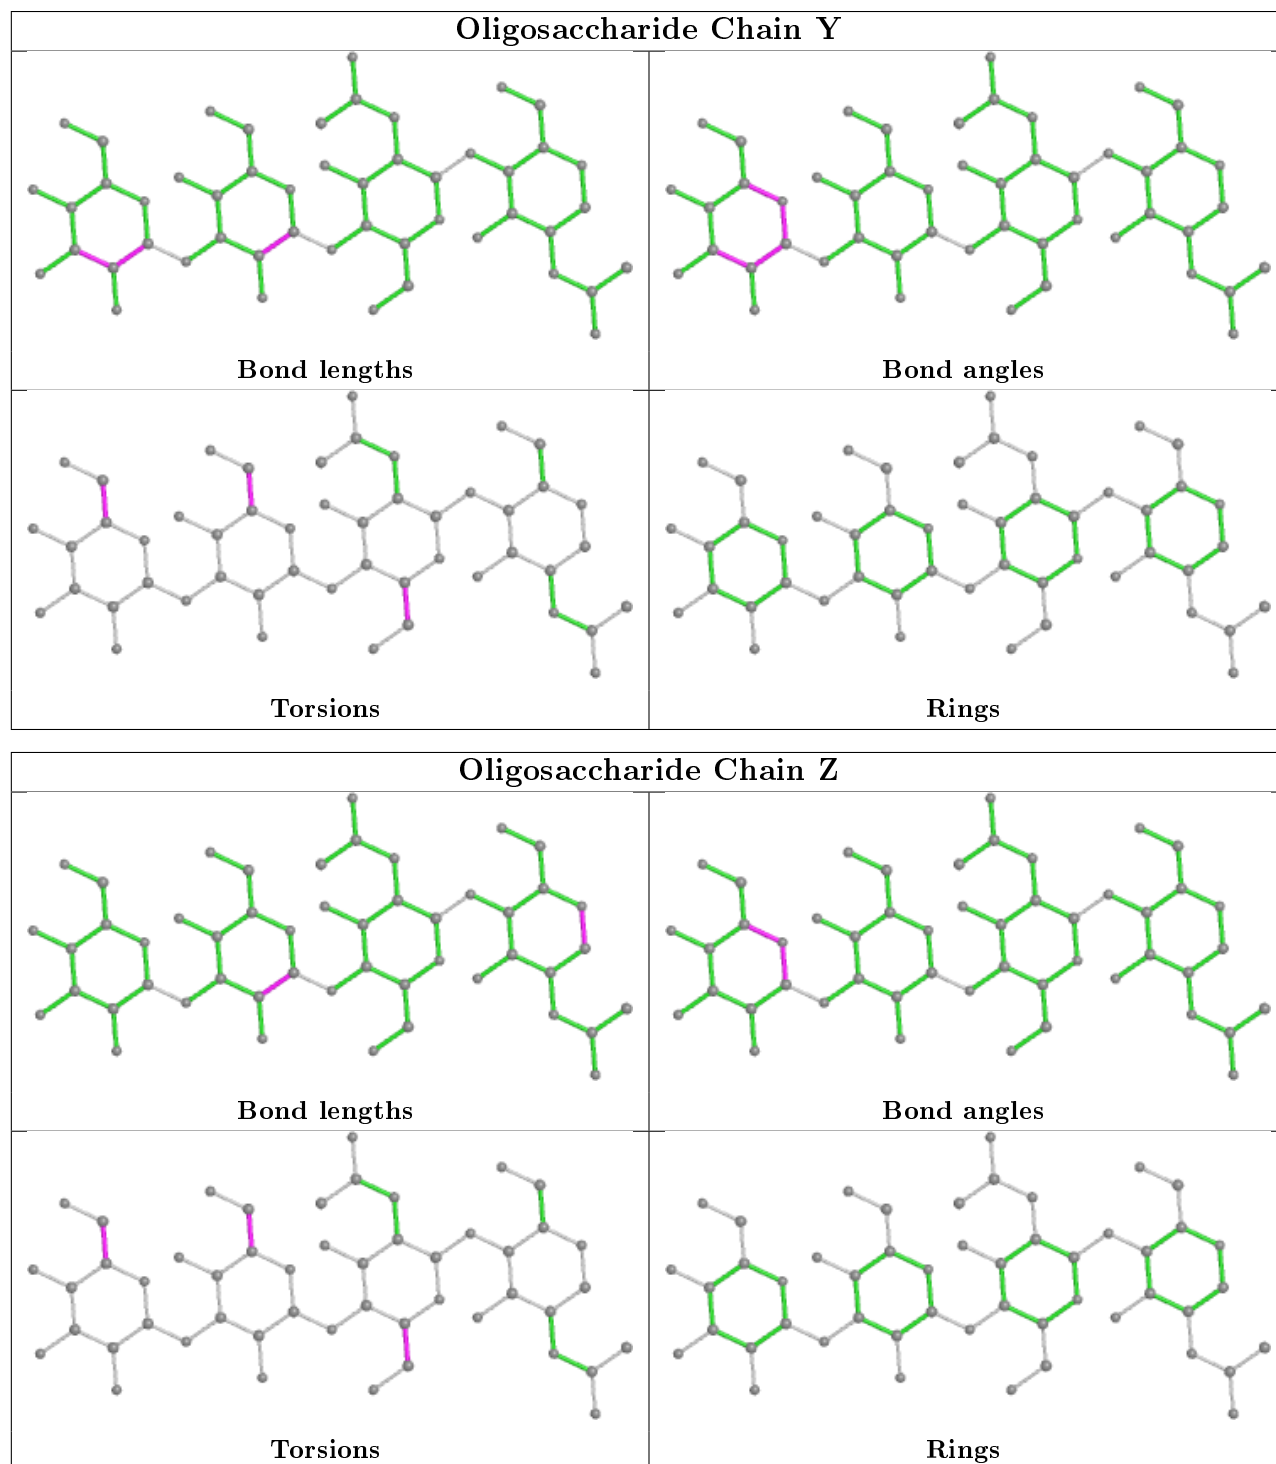 Oligosaccharide Chain Y
Bond lengths
Bond angles
Torsions
Rings
Oligosaccharide Chain Z
Bond lengths
Bond angles
Torsions
Rings